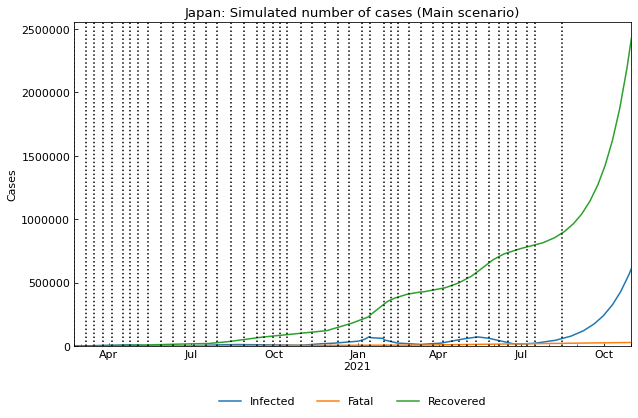 Japan: Simulated number of cases (Main scenario)
2500000
2000000
1500000
1000000
500000
0
Cases
Apr Jul Oct Jan Apr Jul Oct
2021
Infected Fatal Recovered